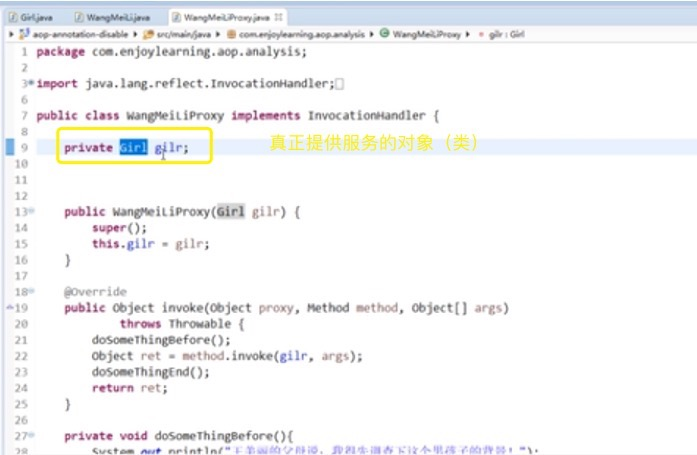 Girl.java WangMeiLi.java WangMeiLiProxy.java
aop-annotation-disable src/main/java com.enjoylearning.aop.analysis WangMeiLiProxy gilr : Girl
1 package com.enjoylearning.aop.analysis;
2
3 import java.lang.reflect.InvocationHandler;
6
7 public class WangMeiLiProxy implements InvocationHandler {
8
9 private Girl gilr; 真正提供服务的对象（类）
10
11
12
13 public WangMeiLiProxy(Girl gilr) {
14 super();
15 this.gilr = gilr;
16 }
17
18 @Override
19 public Object invoke(Object proxy, Method method, Object[] args)
20 throws Throwable {
21 doSomeThingBefore();
22 Object ret = method.invoke(gilr, args);
23 doSomeThingEnd();
24 return ret;
25 }
26
27 private void doSomeThingBefore(){
28 System.out.println("王美丽的父母说，我得先调查下这个男孩子的背景！");